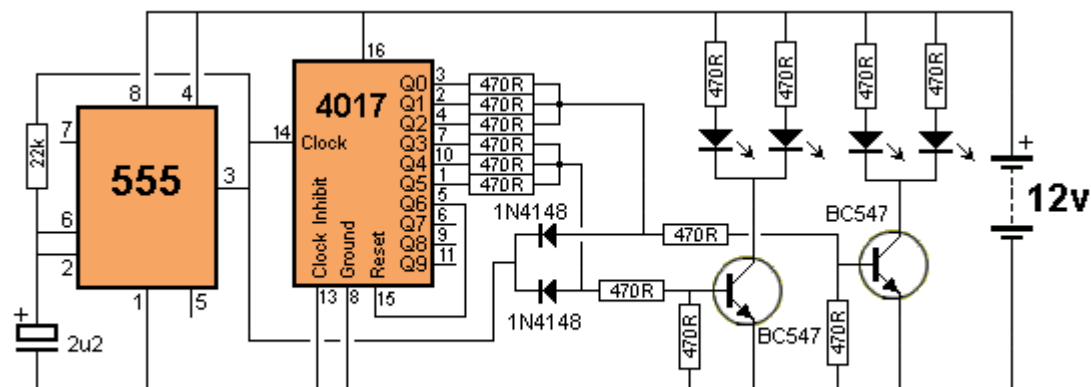 555
8
4
7
6
2
1
5
3
22k
+
2u2
4017
16
14
Clock
Clock Inhibit
Ground
Reset
13
8
15
Q0
Q1
Q2
Q3
Q4
Q5
Q6
Q7
Q8
Q9
3
2
4
7
10
1
5
6
9
11
470R
470R
470R
470R
470R
470R
1N4148
1N4148
470R
470R
470R
470R
470R
470R
470R
470R
BC547
BC547
+
12v